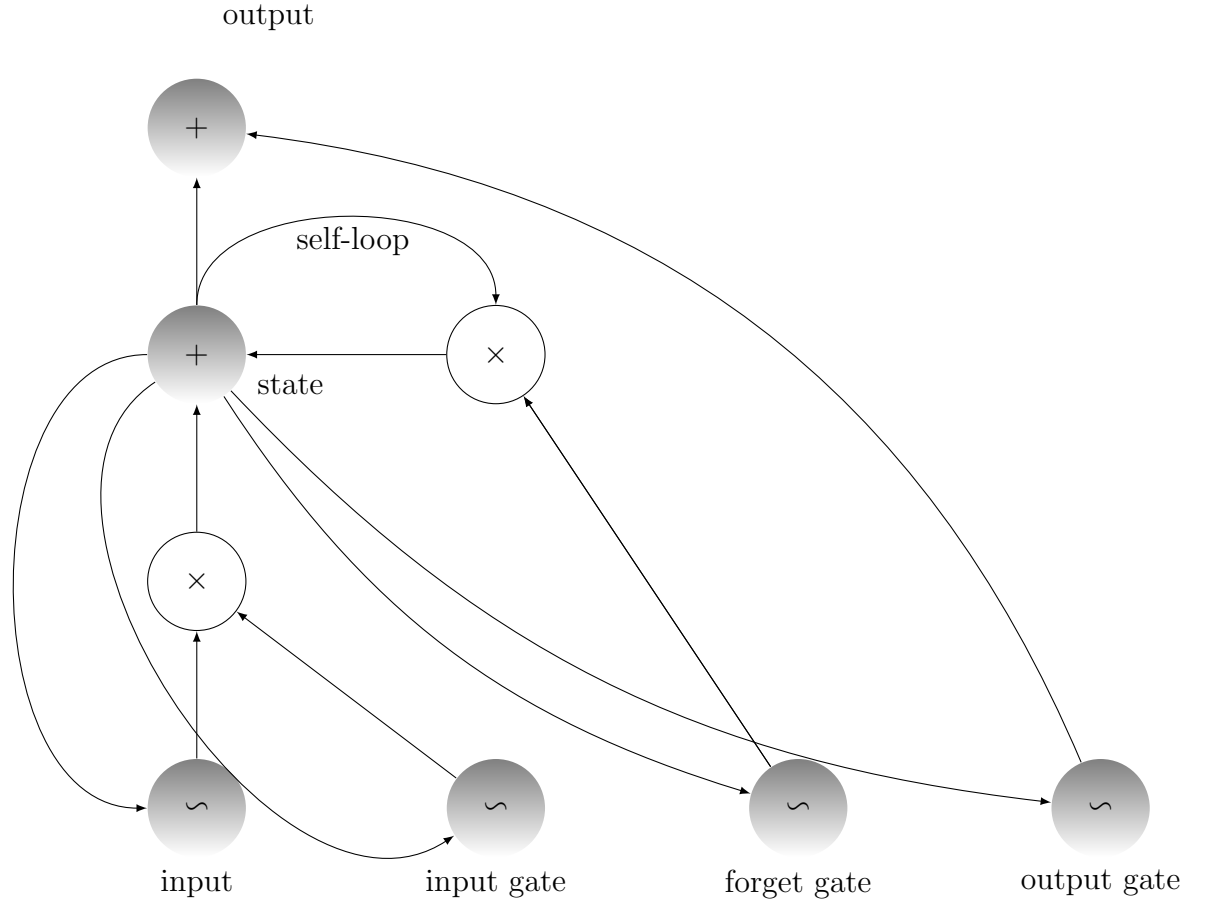 output
+
self-loop
+
×
state
×
∽
∽
∽
∽
input
input gate
forget gate
output gate